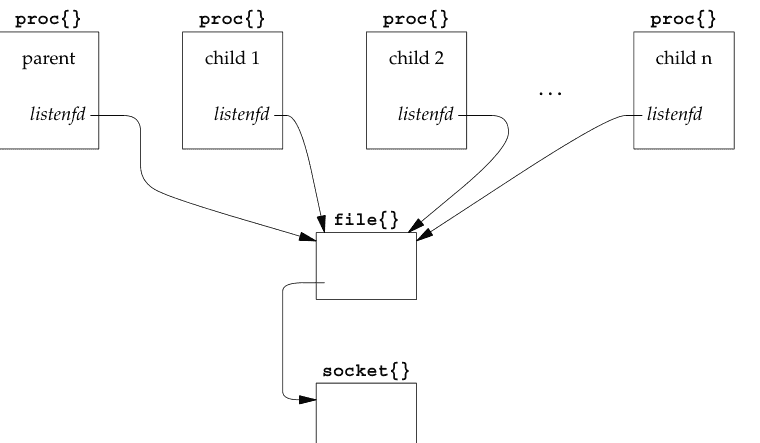 proc{} proc{} proc{} proc{}
parent child 1 child 2 child n
...
listenfd listenfd listenfd listenfd
file{}
socket{}